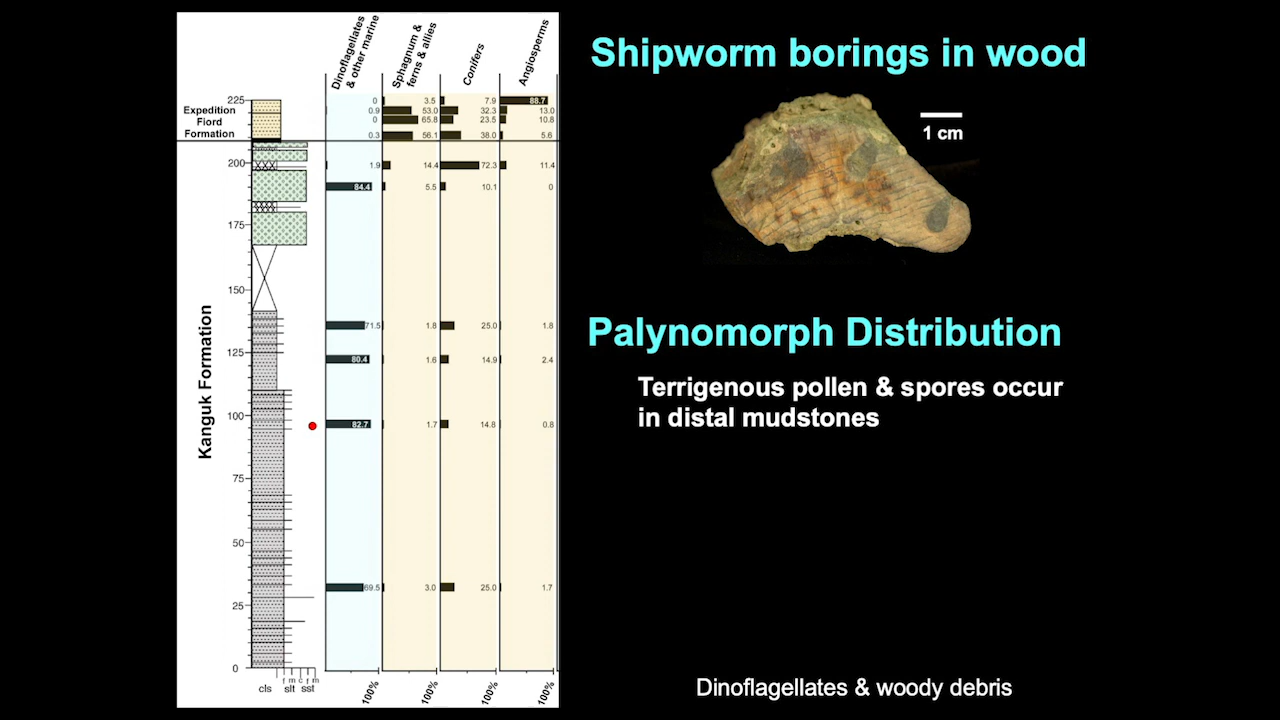 Dinoflagellates
& other marine
Sphagnum &
ferns & allies
Conifers
Angiosperms
225
0 3.5 7.9 88.7
Expedition
Fiord
Formation
0.9 53.0 32.3 13.0
0 65.8 23.5 10.8
0.3 56.1 38.0 5.6
200
1.9 14.4 72.3 11.4
84.4 5.5 10.1 0
175
150
Kanguk Formation
71.5 1.8 25.0 1.8
125
80.4 1.6 14.9 2.4
100
82.7 1.7 14.8 0.8
75
50
69.5 3.0 25.0 1.7
25
0
f m c f m
cls slt sst
100% 100% 100% 100%
Shipworm borings in wood
1 cm
Palynomorph Distribution
Terrigenous pollen & spores occur
in distal mudstones
Dinoflagellates & woody debris